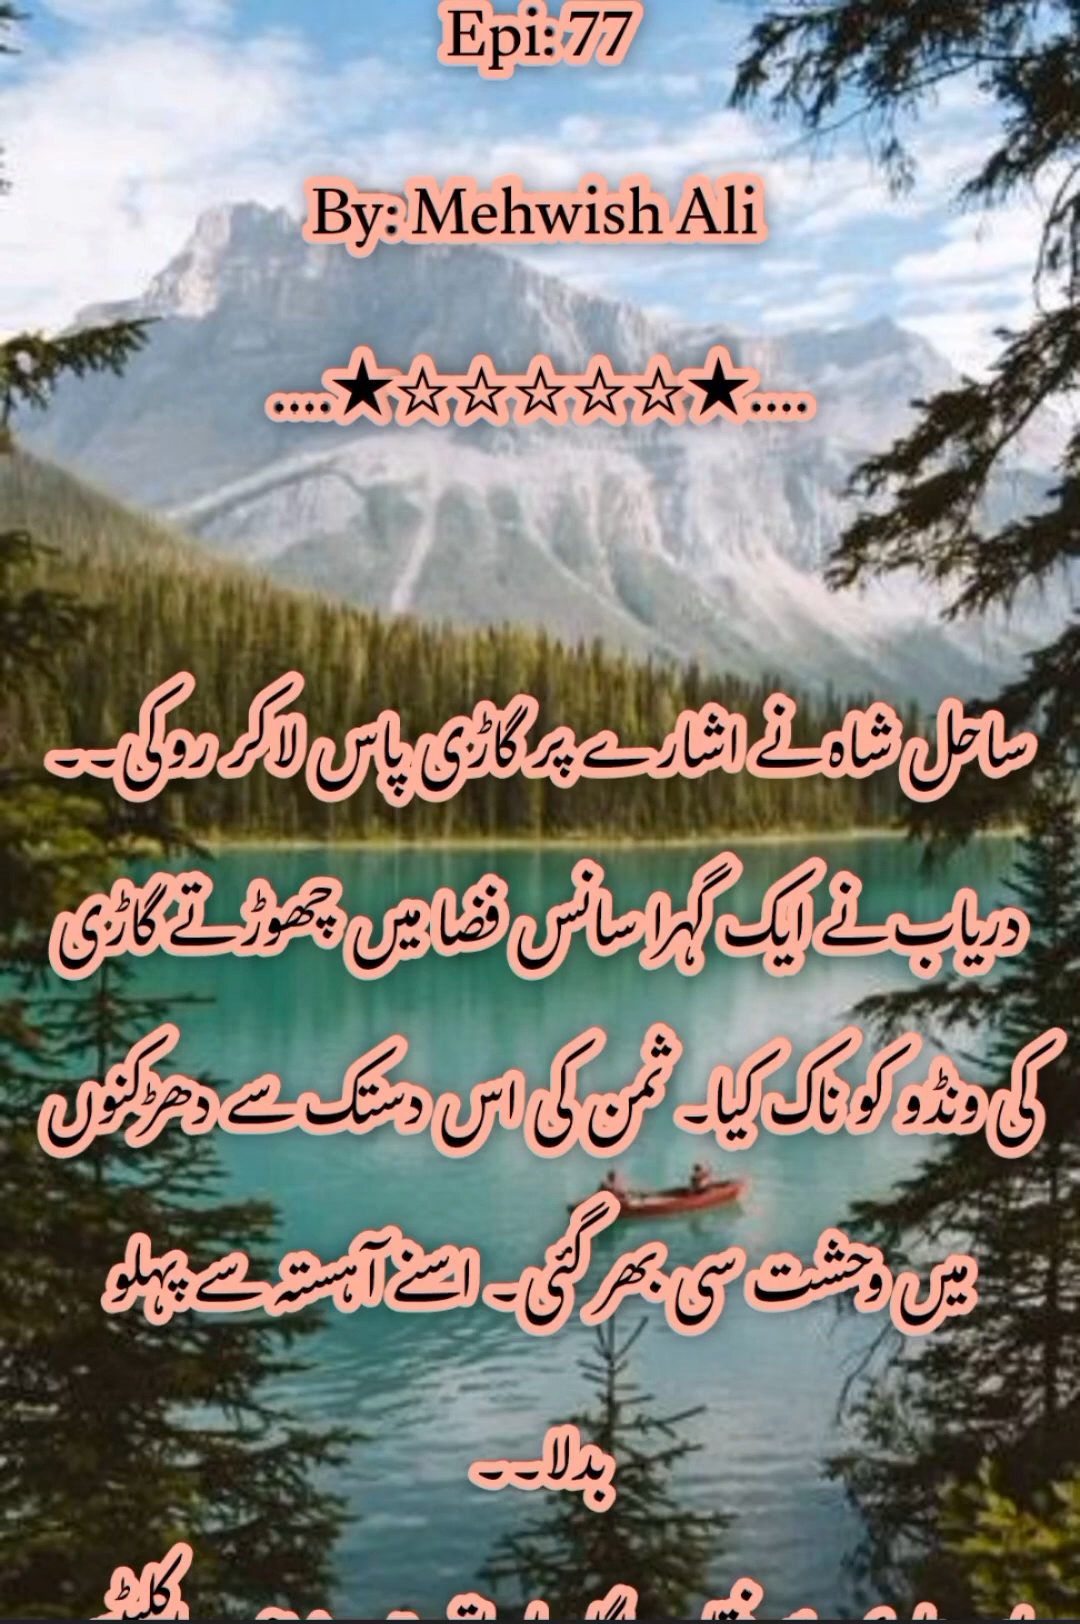 Epi: 77
By: Mehwish Ali
....★☆☆☆☆☆★....
ساحل شاہ نے اشارے پر گاڑی پاس لاکر روکی۔۔
دریاب نے ایک گہرا سانس فضا میں چھوڑتے گاڑی
کی ونڈو کو ناک کیا۔ ثمن کی اس دستک سے دھڑکنوں
میں وحشت سی بھر گئی۔ اسنے آہستہ سے پہلو
بدلا۔۔